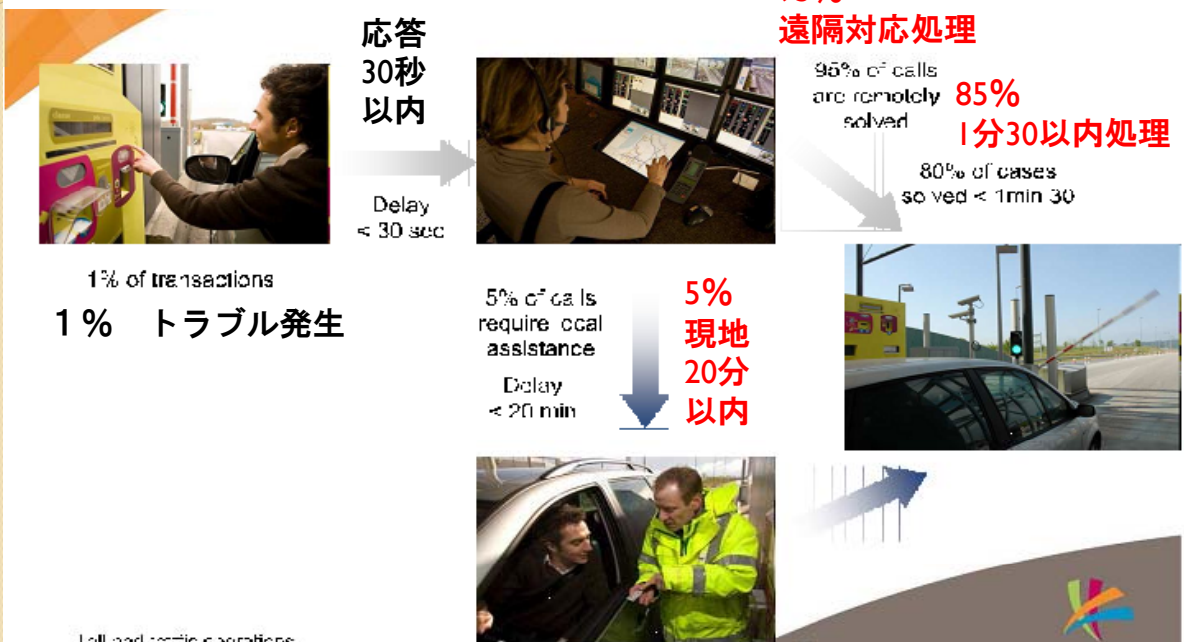 応答
30秒
以内
遠隔対応処理
95% of calls
are remotely
solved
85%
1分30以内処理
80% of cases
solved < 1min 30
Delay
< 30 sec
1% of transactions
1% トラブル発生
5% of calls
require local
assistance
Delay
< 20 min
5%
現地
20分
以内